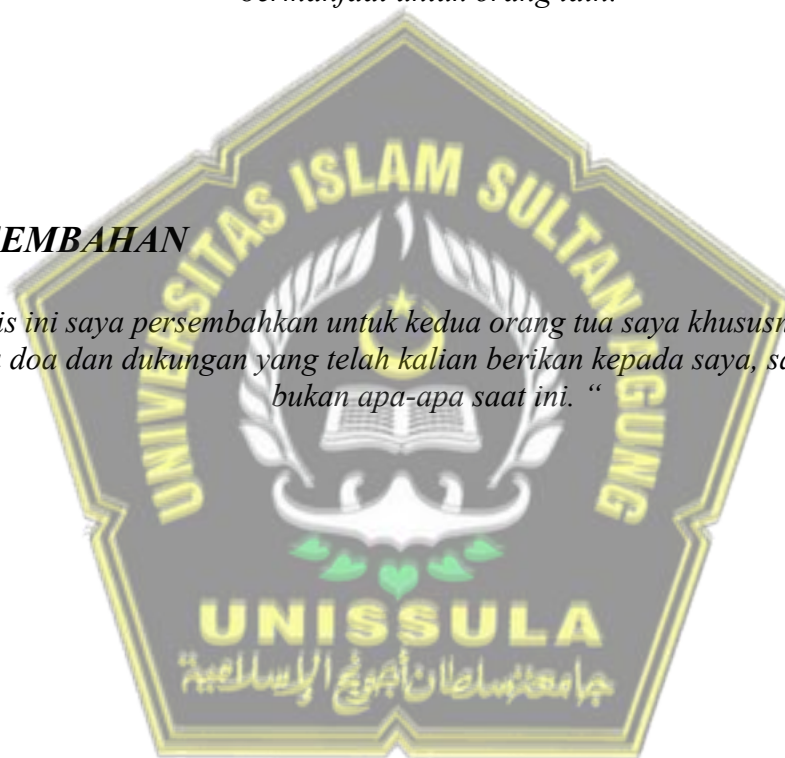 bermanfaat untuk orang lain.
EMBAHAN
is ini saya persembahkan untuk kedua orang tua saya khususn
doa dan dukungan yang telah kalian berikan kepada saya, sa
bukan apa-apa saat ini. “
UNIVERSITAS ISLAM SULTAN AGUNG
UNISSULA
جامعة سلطان أجونج الإسلامية